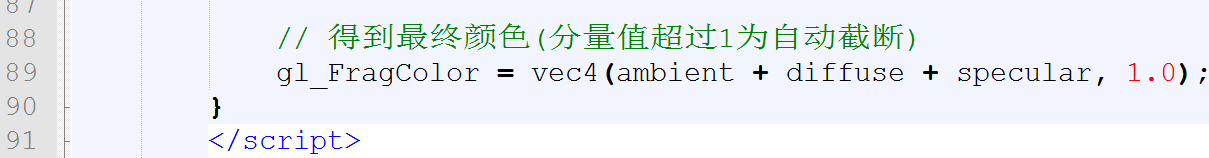 87
88 // 得到最终颜色(分量值超过1为自动截断)
89 gl_FragColor = vec4(ambient + diffuse + specular, 1.0);
90 }
91 </script>